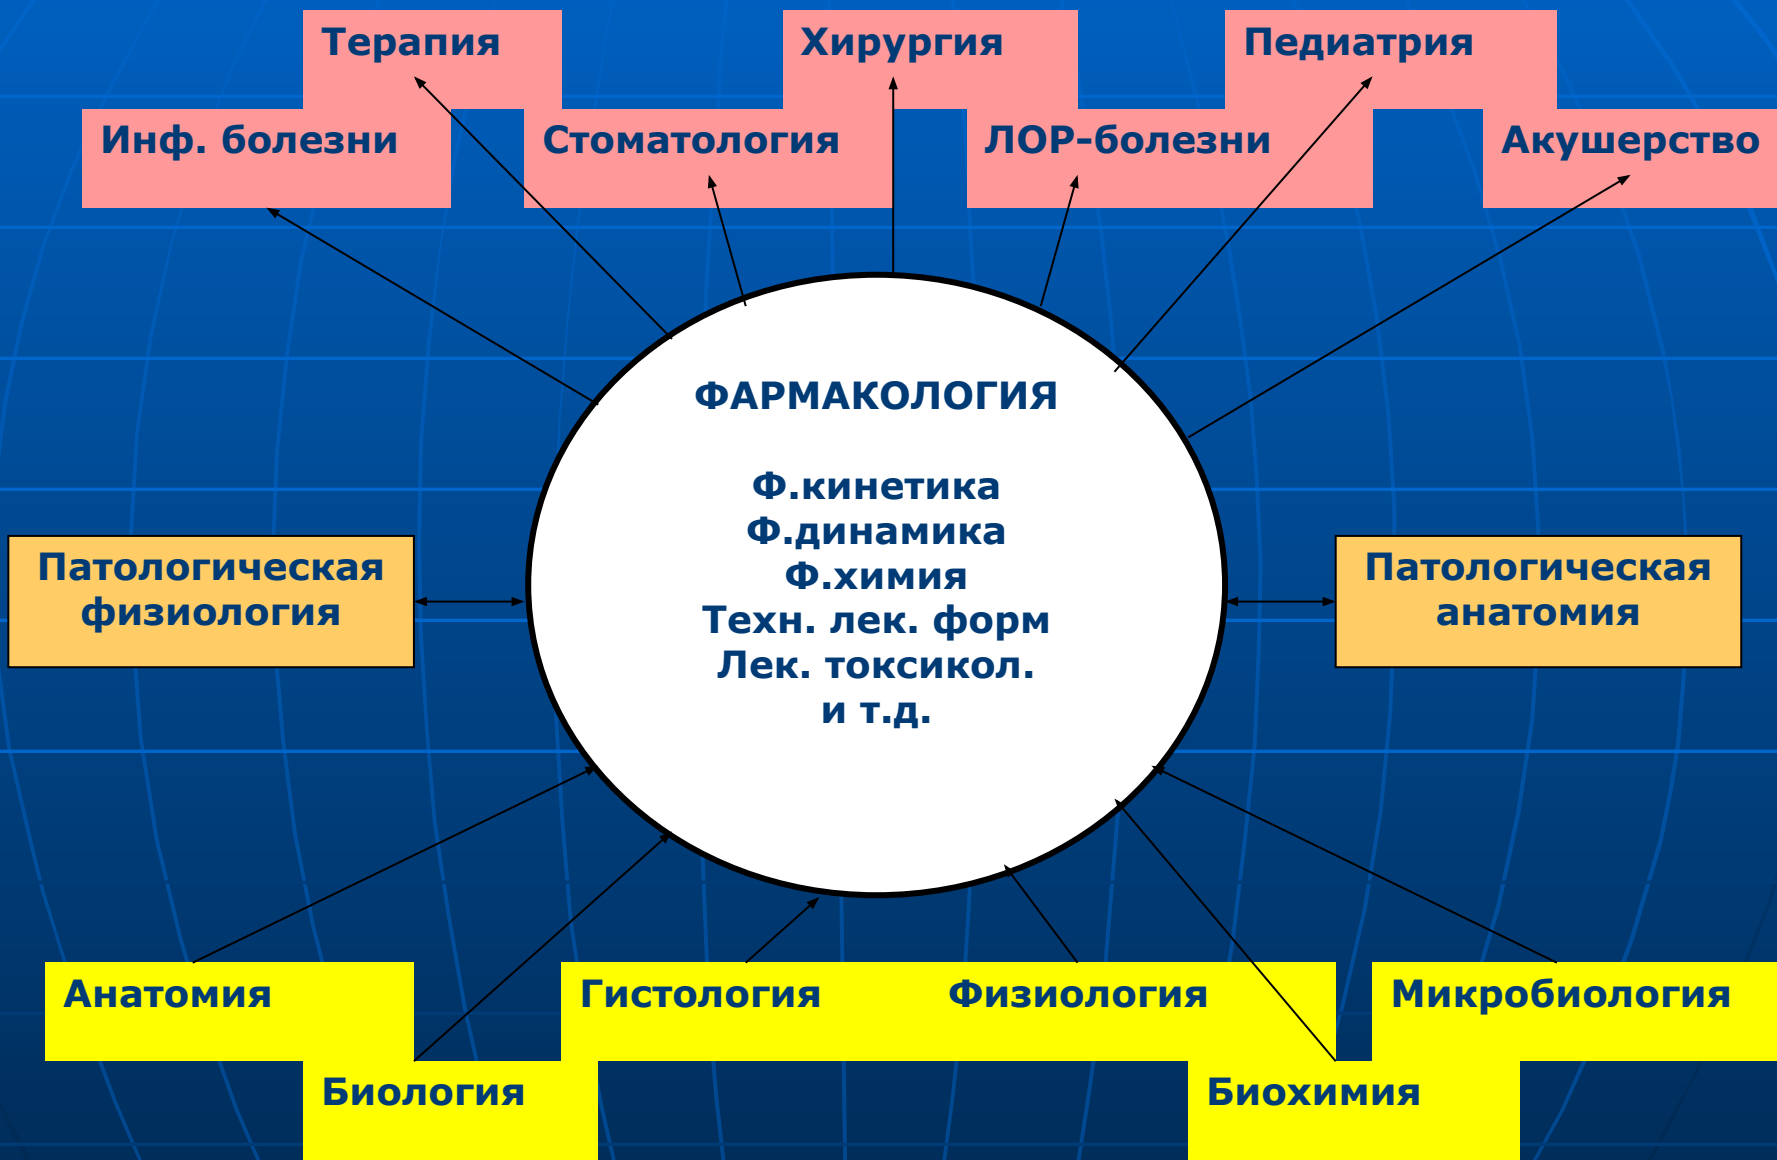 Терапия
Хирургия
Педиатрия
Инф. болезни
Стоматология
ЛОР-болезни
Акушерство
ФАРМАКОЛОГИЯ
Ф.кинетика
Ф.динамика
Ф.химия
Техн. лек. форм
Лек. токсикол.
и т.д.
Патологическая
физиология
Патологическая
анатомия
Анатомия
Гистология
Физиология
Микробиология
Биология
Биохимия